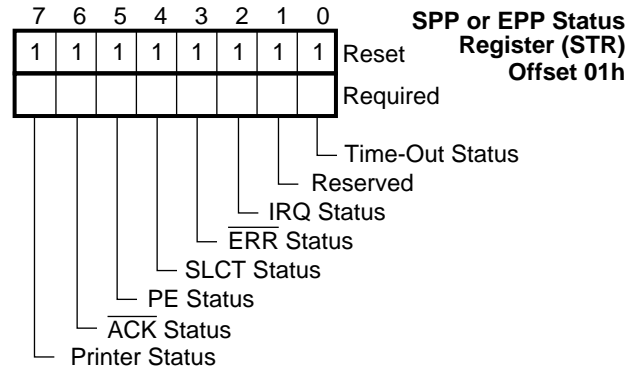 7 6 5 4 3 2 1 0
SPP or EPP Status
Register (STR)
Offset 01h
1 1 1 1 1 1 1 1 Reset
Required
Time-Out Status
Reserved
IRQ Status
E̅R̅R̅ Status
SLCT Status
PE Status
A̅C̅K̅ Status
Printer Status